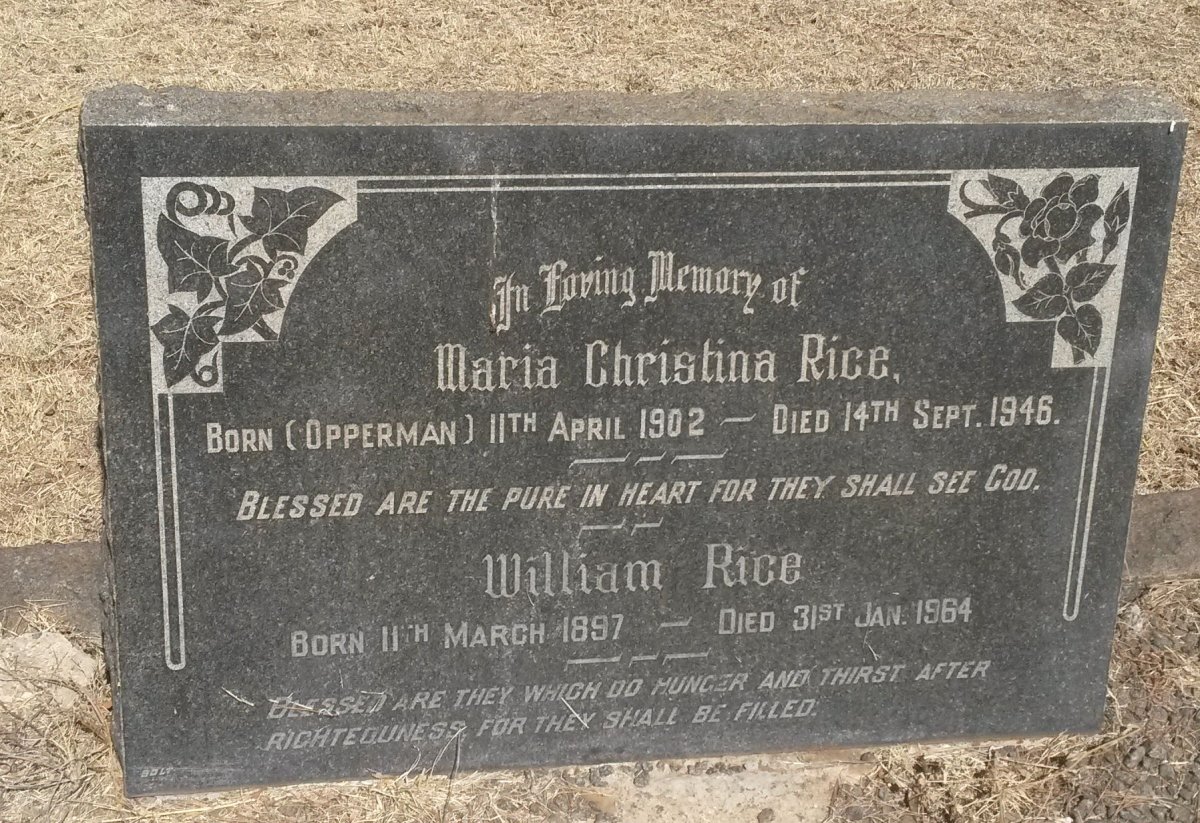 In Loving Memory of
Maria Christina Rice.
BORN (OPPERMAN) 11TH APRIL 1902 — DIED 14TH SEPT. 1946.
BLESSED ARE THE PURE IN HEART FOR THEY SHALL SEE GOD.
William Rice
BORN 11TH MARCH 1897 — DIED 31ST JAN. 1964
BLESSED ARE THEY WHICH DO HUNGER AND THIRST AFTER
RIGHTEOUNESS, FOR THEY SHALL BE FILLED.
BOLT